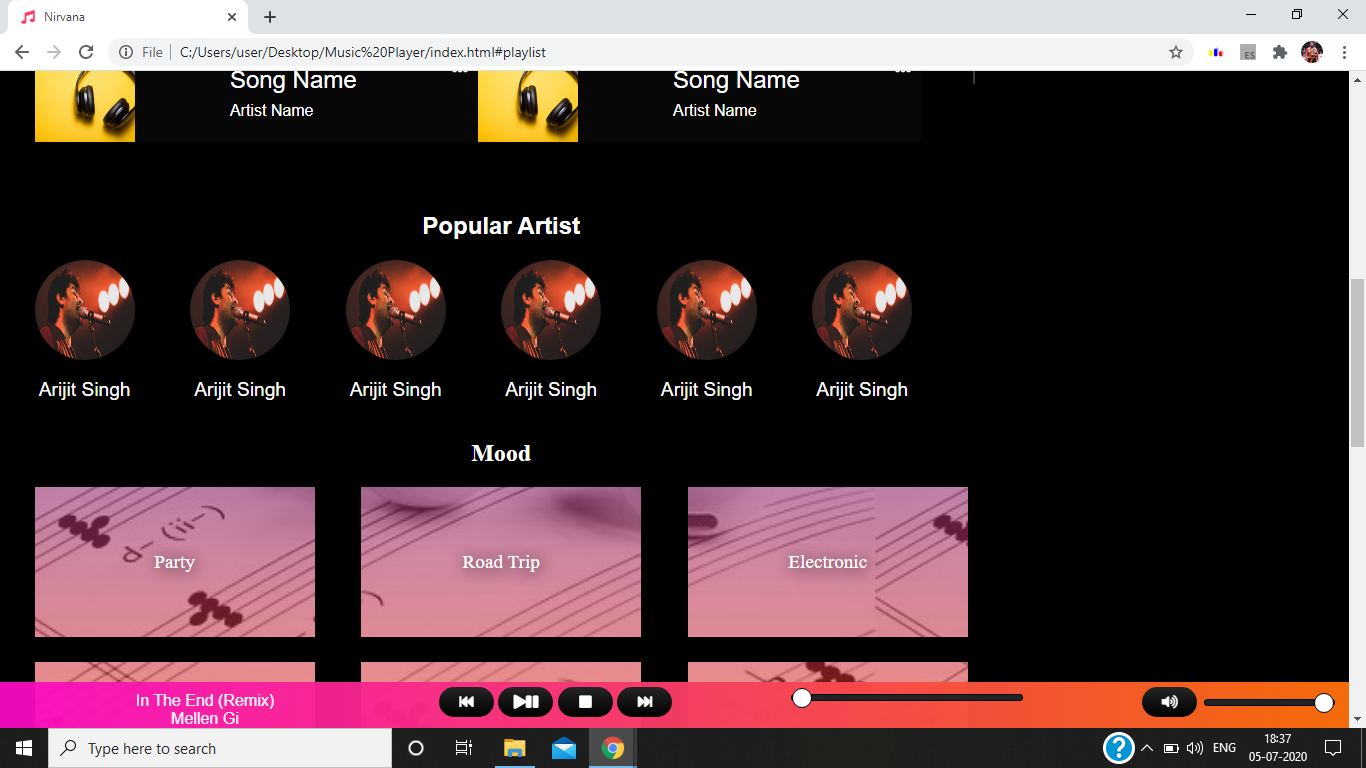 Nirvana
File
C:/Users/user/Desktop/Music%20Player/index.html#playlist
ES
Song Name
Artist Name
Song Name
Artist Name
Popular Artist
Arijit Singh
Arijit Singh
Arijit Singh
Arijit Singh
Arijit Singh
Arijit Singh
Mood
d- (ii-)
Party
Road Trip
Electronic
In The End (Remix)
Mellen Gi
Type here to search
?
ENG
18:37
05-07-2020